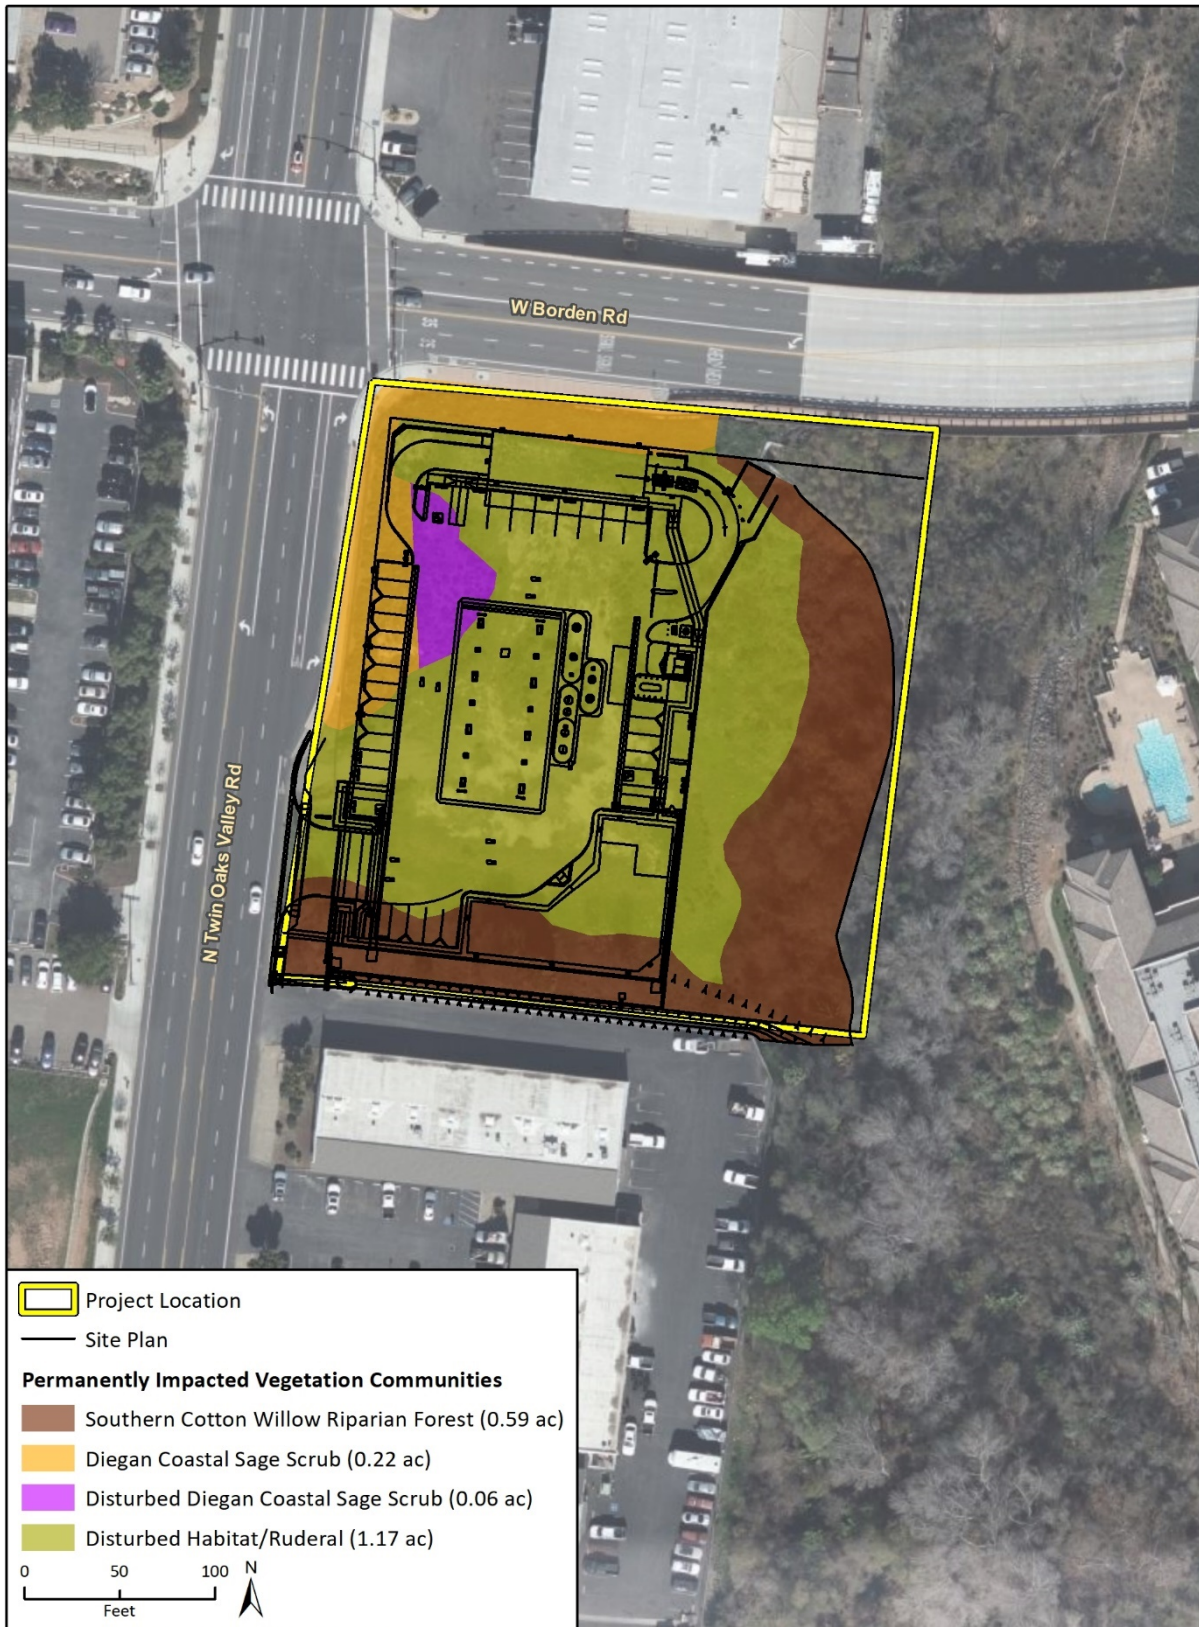 W Borden Rd
N Twin Oaks Valley Rd
Project Location
Site Plan
Permanently Impacted Vegetation Communities
Southern Cotton Willow Riparian Forest (0.59 ac)
Diegan Coastal Sage Scrub (0.22 ac)
Disturbed Diegan Coastal Sage Scrub (0.06 ac)
Disturbed Habitat/Ruderal (1.17 ac)
0 50 100 N
Feet